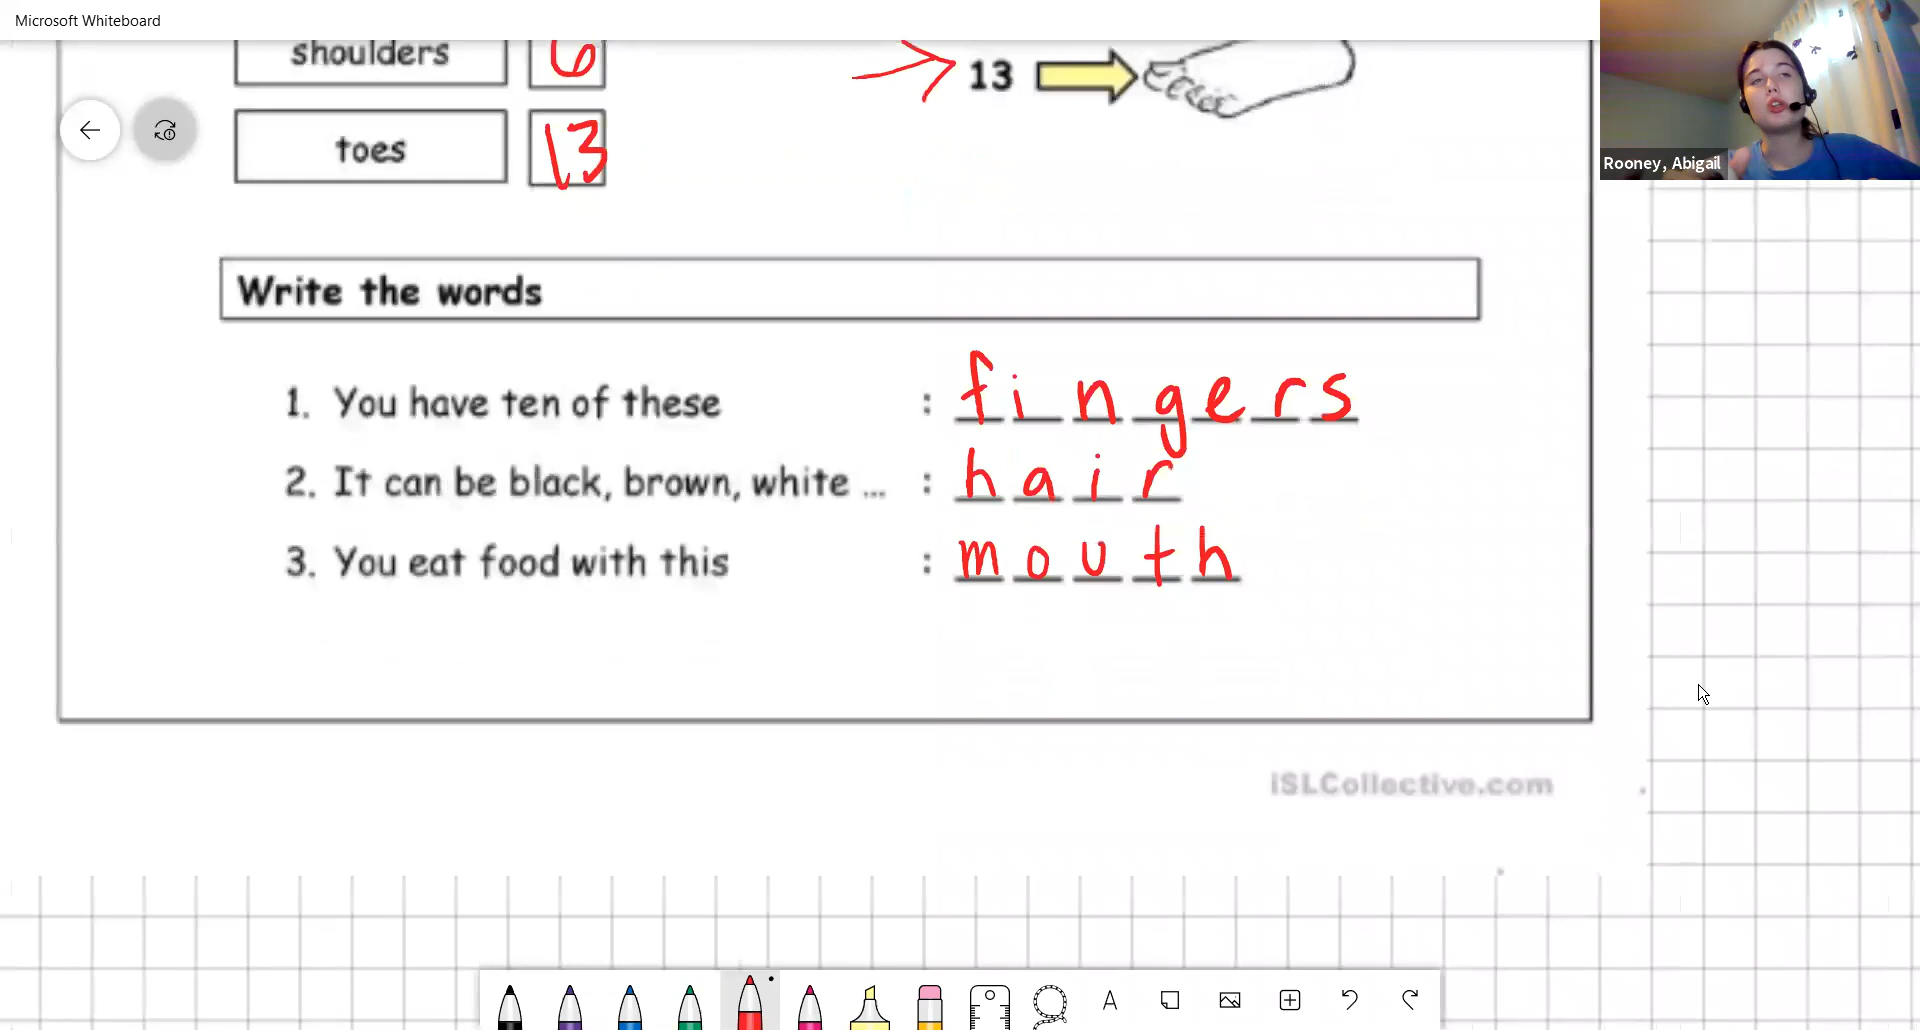 Microsoft Whiteboard
shoulders 6
13
toes 13
Rooney, Abigail
Write the words
1. You have ten of these : fingers
2. It can be black, brown, white ... : hair
3. You eat food with this : mouth
iSLCollective.com